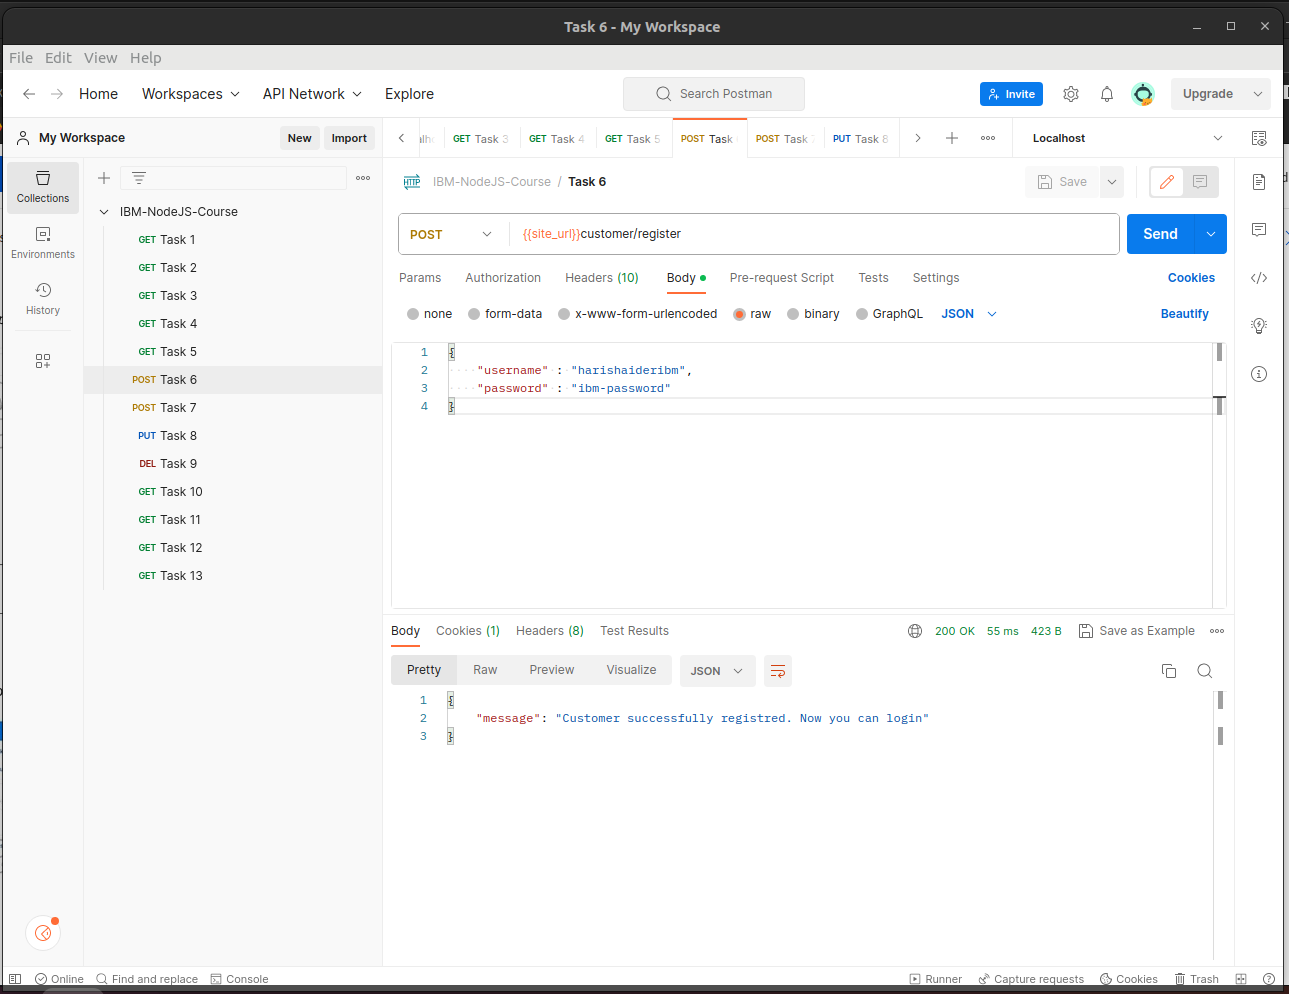 Task 6 - My Workspace
File Edit View Help
Home Workspaces API Network Explore Search Postman Invite Upgrade
My Workspace New Import
GET Task 3 GET Task 4 GET Task 5 POST Task POST Task PUT Task 8 Localhost
Collections
Environments
History
IBM-NodeJS-Course
GET Task 1
GET Task 2
GET Task 3
GET Task 4
GET Task 5
POST Task 6
POST Task 7
PUT Task 8
DEL Task 9
GET Task 10
GET Task 11
GET Task 12
GET Task 13
HTTP IBM-NodeJS-Course / Task 6 Save
POST {{site_url}}customer/register Send
Params Authorization Headers (10) Body Pre-request Script Tests Settings Cookies
none form-data x-www-form-urlencoded raw binary GraphQL JSON Beautify
1 {
2 "username" : "harishaideribm",
3 "password" : "ibm-password"
4 }
Body Cookies (1) Headers (8) Test Results 200 OK 55 ms 423 B Save as Example
Pretty Raw Preview Visualize JSON
1 {
2 "message": "Customer successfully registred. Now you can login"
3 }
Online Find and replace Console Runner Capture requests Cookies Trash